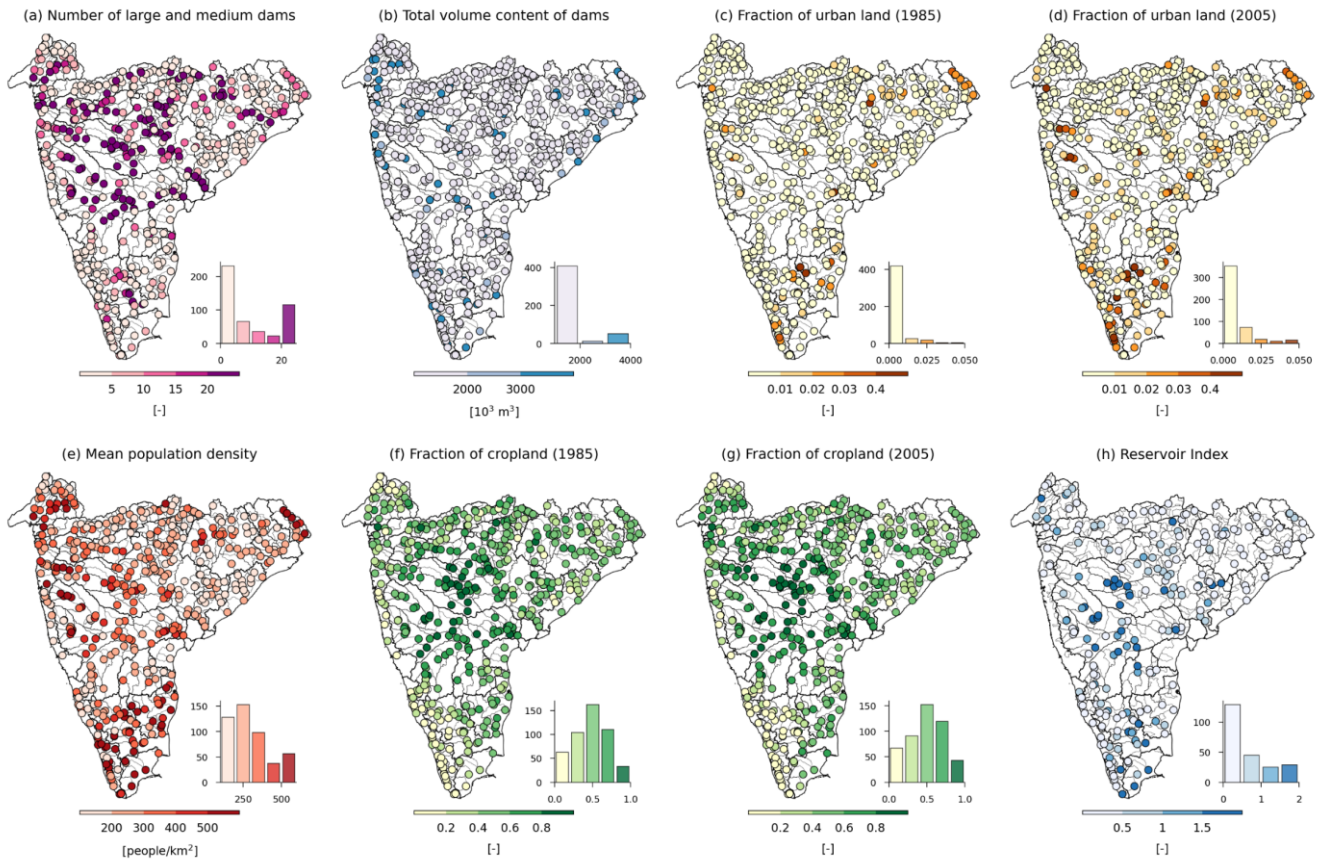 (a) Number of large and medium dams
(b) Total volume content of dams
(c) Fraction of urban land (1985)
(d) Fraction of urban land (2005)
200
100
0
0 20
5 10 15 20
[-]
400
200
0
2000 4000
2000 3000
[10³ m³]
400
200
0
0.000 0.025 0.050
0.01 0.02 0.03 0.4
[-]
300
200
100
0
0.000 0.025 0.050
0.01 0.02 0.03 0.4
[-]
(e) Mean population density
(f) Fraction of cropland (1985)
(g) Fraction of cropland (2005)
(h) Reservoir Index
150
100
50
0
250 500
200 300 400 500
[people/km²]
150
100
50
0
0.0 0.5 1.0
0.2 0.4 0.6 0.8
[-]
150
100
50
0
0.0 0.5 1.0
0.2 0.4 0.6 0.8
[-]
100
50
0
0 1 2
0.5 1 1.5
[-]